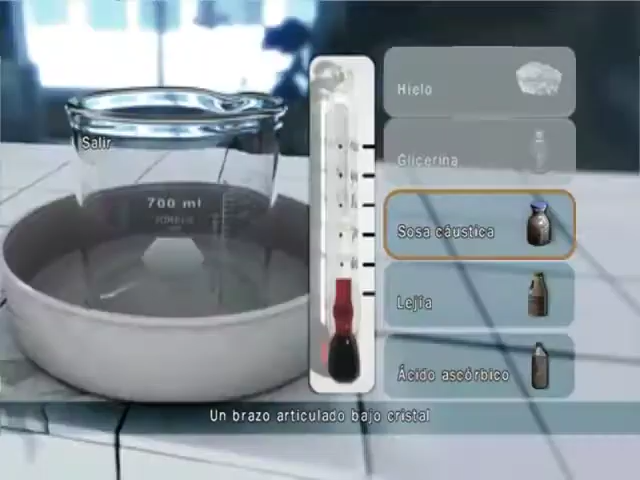 Salir
700 ml
Hielo
Glicerina
Sosa cáustica
Lejía
Ácido ascórbico
Un brazo articulado bajo cristal